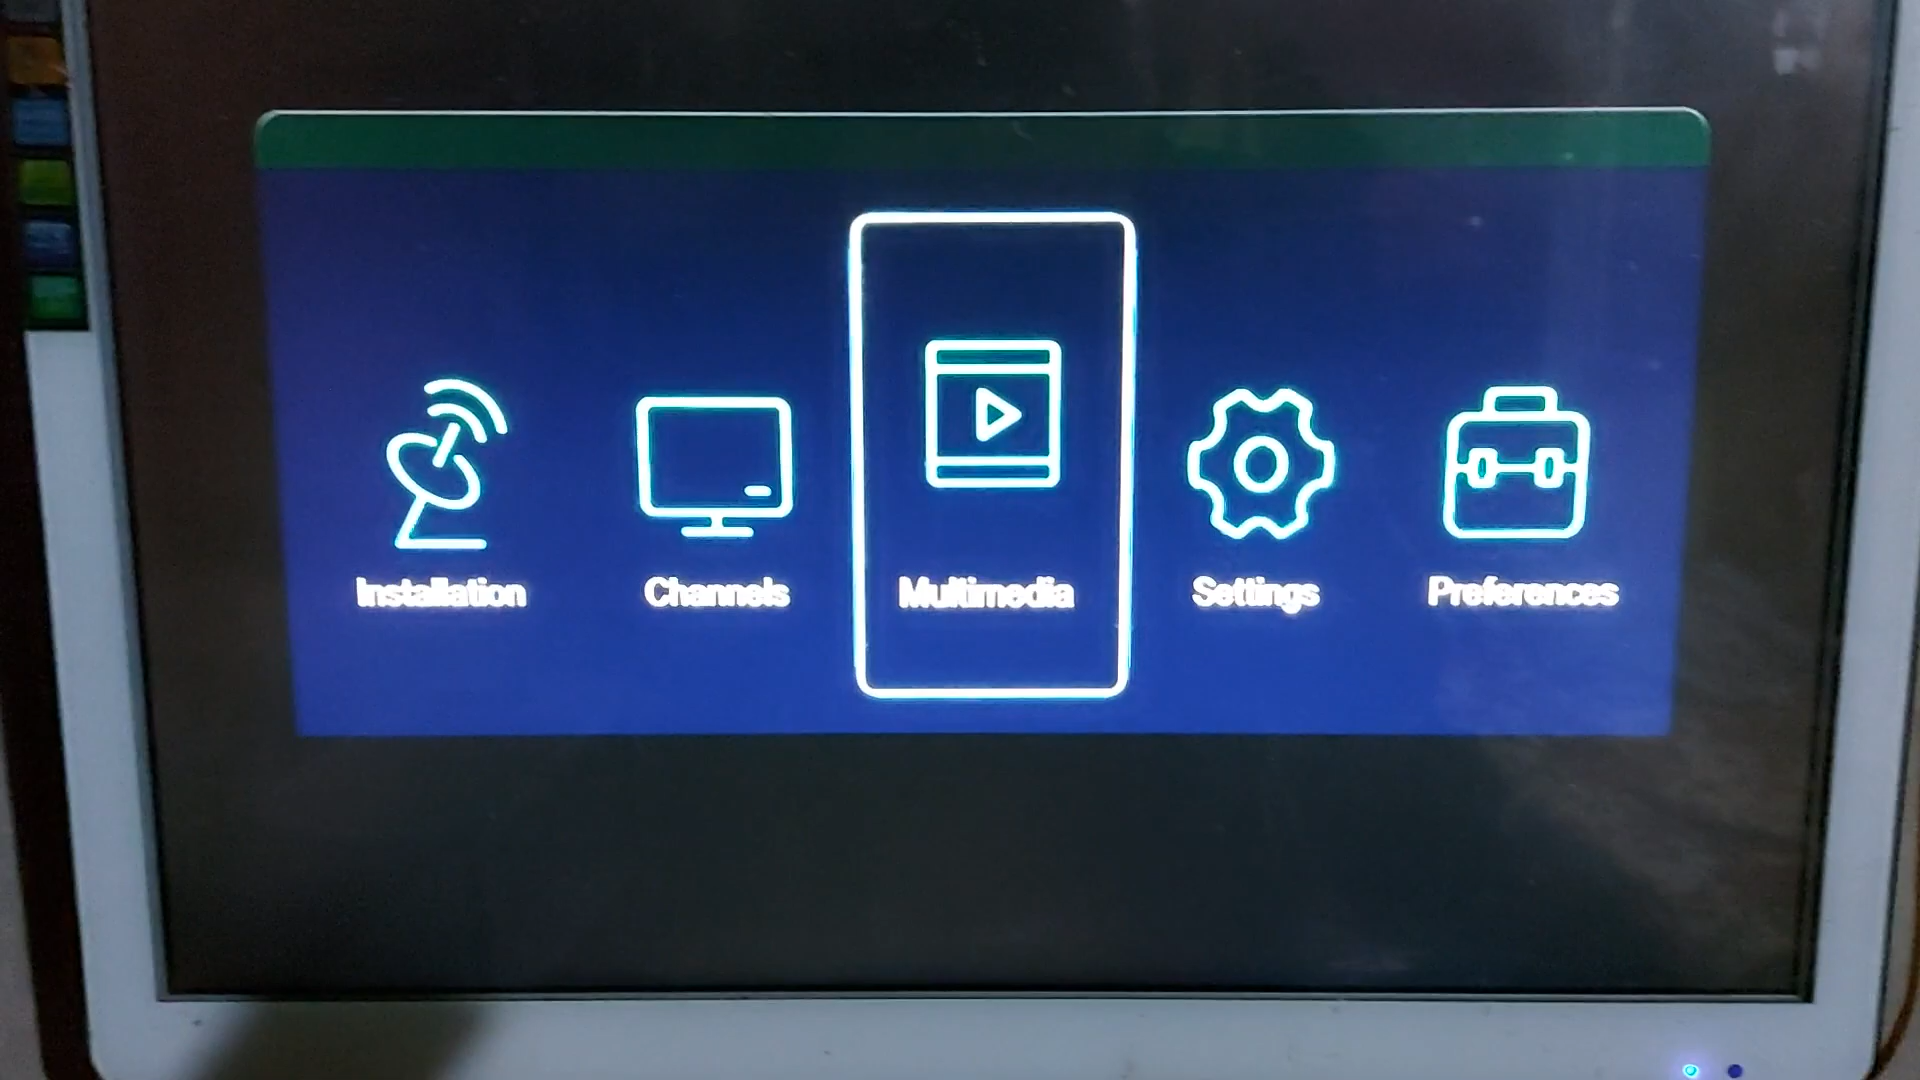 Installation
Channels
Multimedia
Settings
Preferences